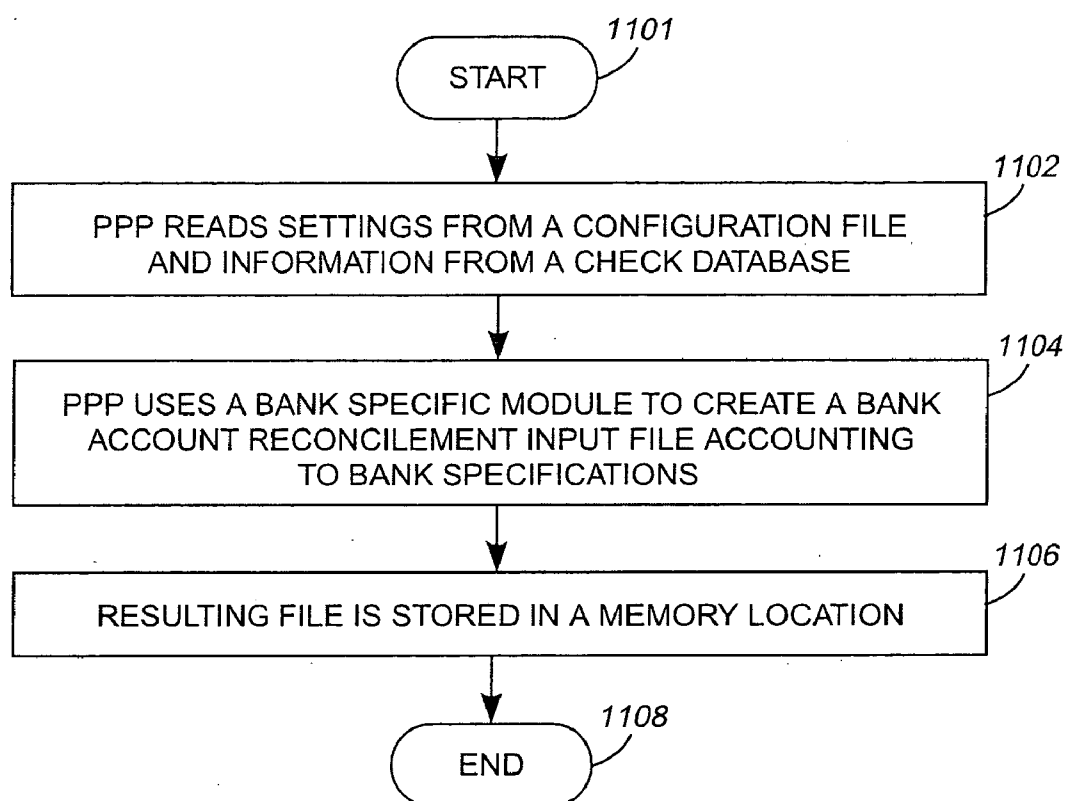 1101
START
1102
PPP READS SETTINGS FROM A CONFIGURATION FILE
AND INFORMATION FROM A CHECK DATABASE
1104
PPP USES A BANK SPECIFIC MODULE TO CREATE A BANK
ACCOUNT RECONCILEMENT INPUT FILE ACCOUNTING
TO BANK SPECIFICATIONS
1106
RESULTING FILE IS STORED IN A MEMORY LOCATION
1108
END